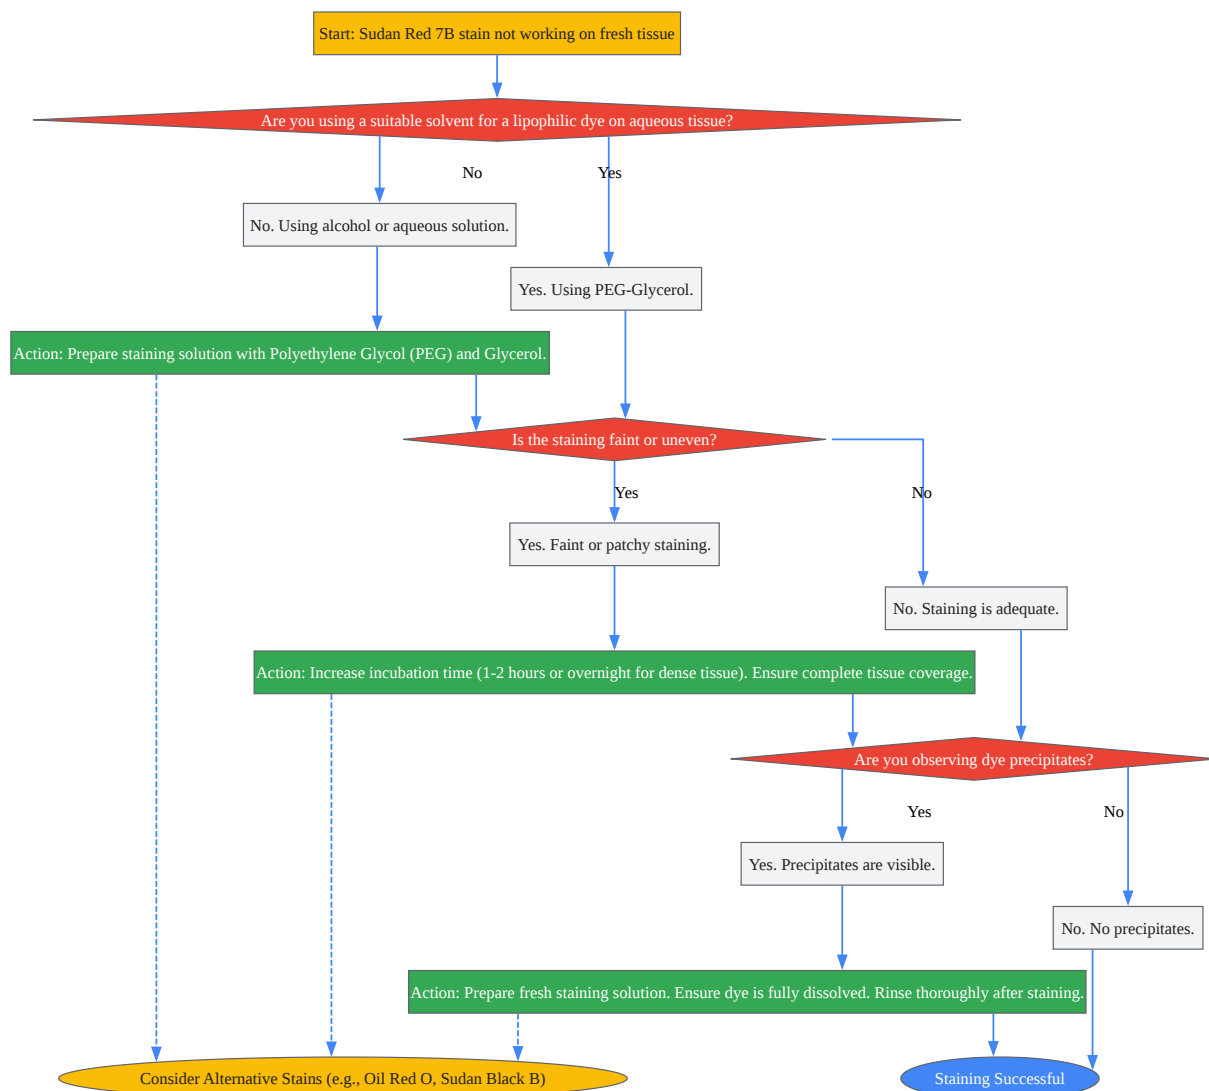 Start: Sudan Red 7B stain not working on fresh tissue
Are you using a suitable solvent for a lipophilic dye on aqueous tissue?
No
Yes
No. Using alcohol or aqueous solution.
Yes. Using PEG-Glycerol.
Action: Prepare staining solution with Polyethylene Glycol (PEG) and Glycerol.
Is the staining faint or uneven?
Yes
No
Yes. Faint or patchy staining.
No. Staining is adequate.
Action: Increase incubation time (1-2 hours or overnight for dense tissue). Ensure complete tissue coverage.
Are you observing dye precipitates?
Yes
No
Yes. Precipitates are visible.
No. No precipitates.
Action: Prepare fresh staining solution. Ensure dye is fully dissolved. Rinse thoroughly after staining.
Consider Alternative Stains (e.g., Oil Red O, Sudan Black B)
Staining Successful